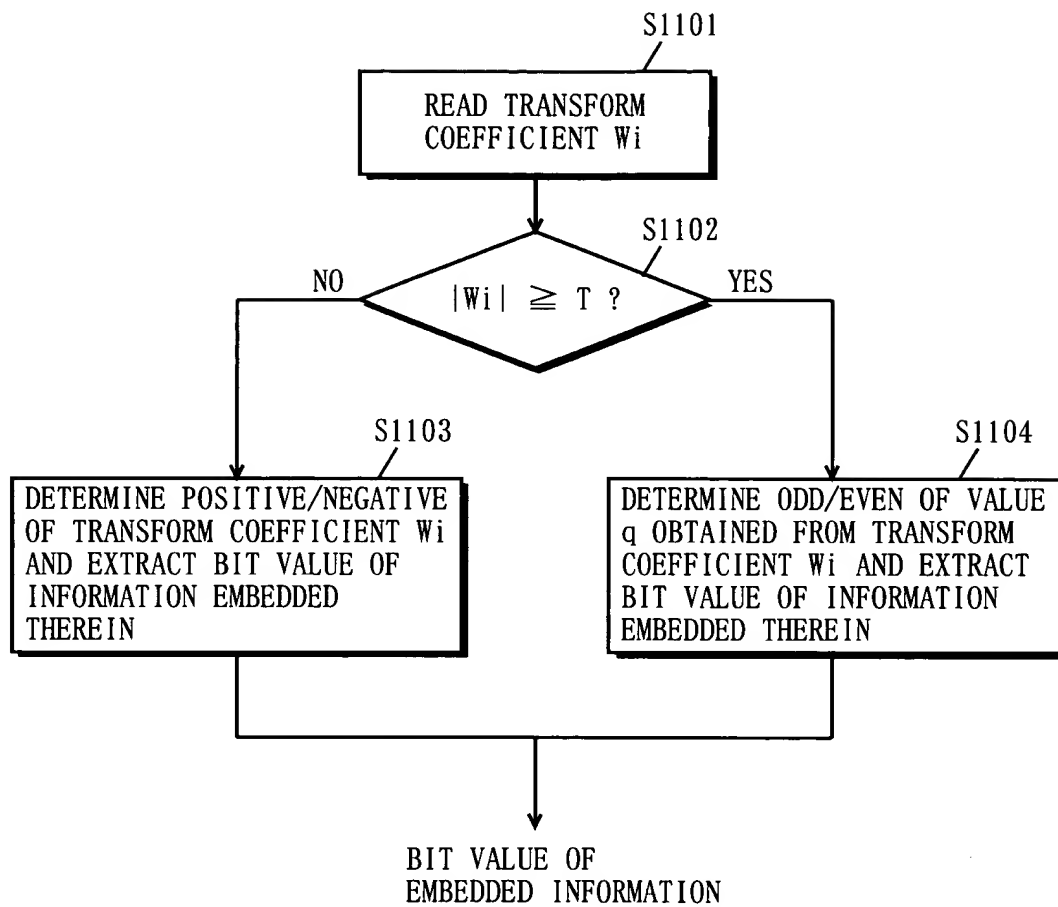 S1101
READ TRANSFORM
COEFFICIENT Wi
S1102
NO
|Wi| ≧ T ?
YES
S1103
DETERMINE POSITIVE/NEGATIVE
OF TRANSFORM COEFFICIENT Wi
AND EXTRACT BIT VALUE OF
INFORMATION EMBEDDED
THEREIN
S1104
DETERMINE ODD/EVEN OF VALUE
q OBTAINED FROM TRANSFORM
COEFFICIENT Wi AND EXTRACT
BIT VALUE OF INFORMATION
EMBEDDED THEREIN
BIT VALUE OF
EMBEDDED INFORMATION